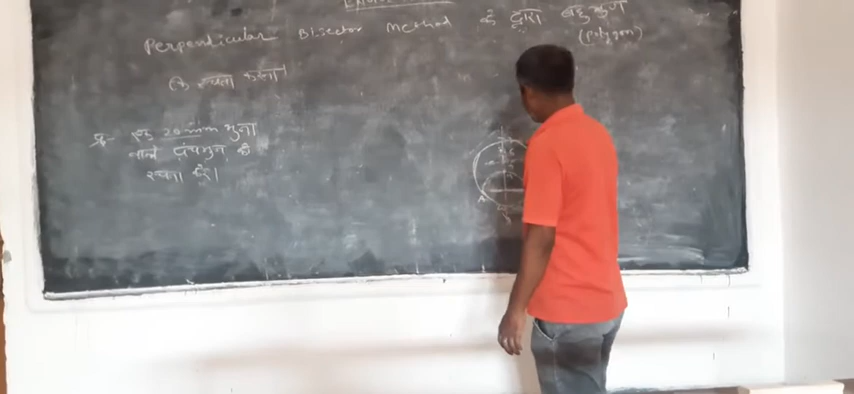 Perpendicular Bisector Method के द्वारा बहुभुज
(polygon)
कि रचना करना
प्र- एक 20mm भुजा
वाले पंचभुज कि
रचना करें।
A